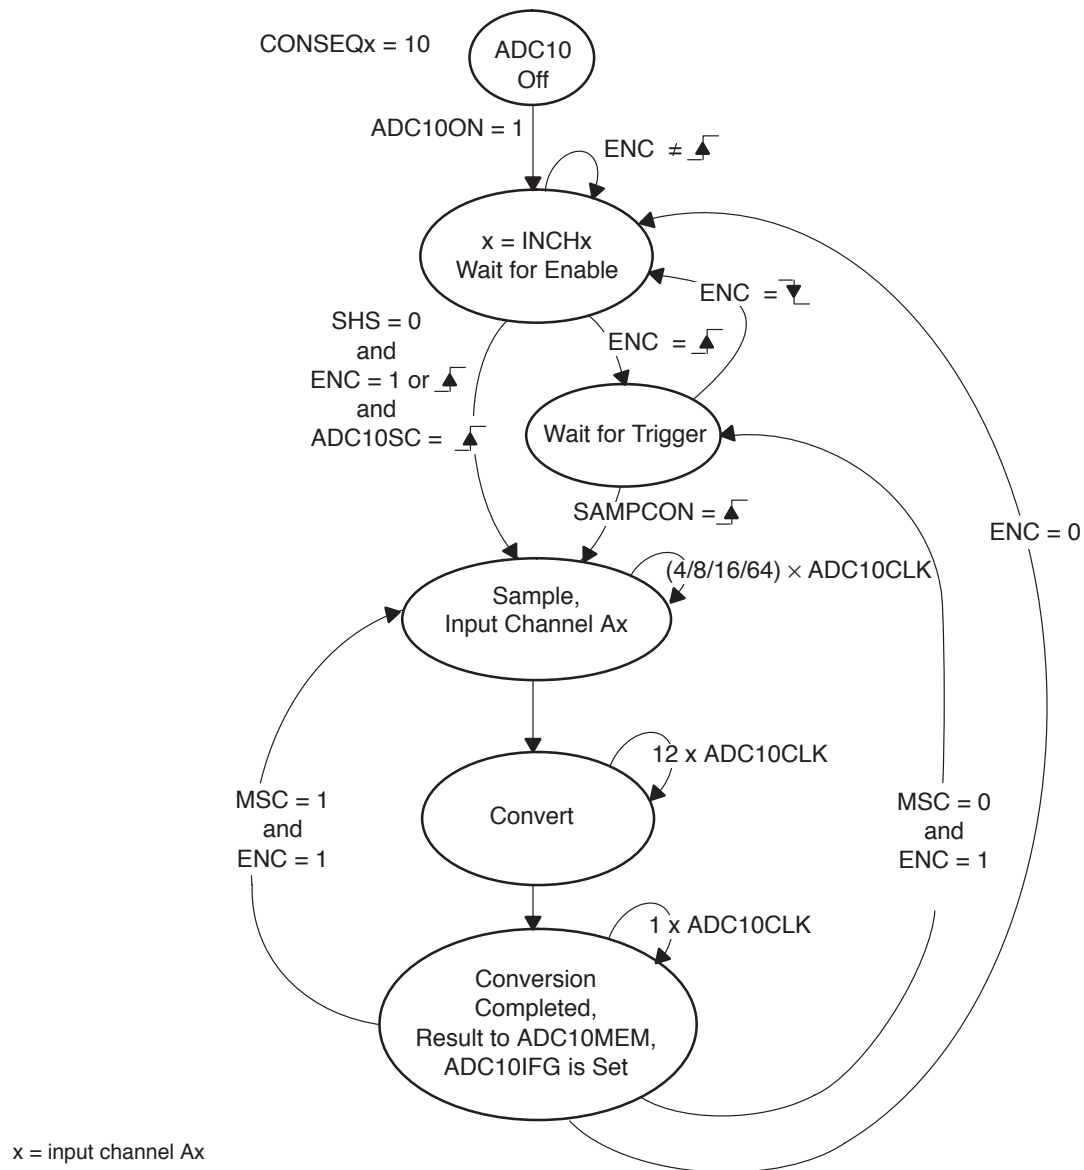 CONSEQx = 10
ADC10
Off
ADC10ON = 1
ENC ≠
x = INCHx
Wait for Enable
ENC =
SHS = 0
and
ENC = 1 or
and
ADC10SC =
ENC =
Wait for Trigger
SAMPCON =
ENC = 0
(4/8/16/64) × ADC10CLK
Sample,
Input Channel Ax
12 x ADC10CLK
Convert
MSC = 1
and
ENC = 1
MSC = 0
and
ENC = 1
1 x ADC10CLK
Conversion
Completed,
Result to ADC10MEM,
ADC10IFG is Set
x = input channel Ax